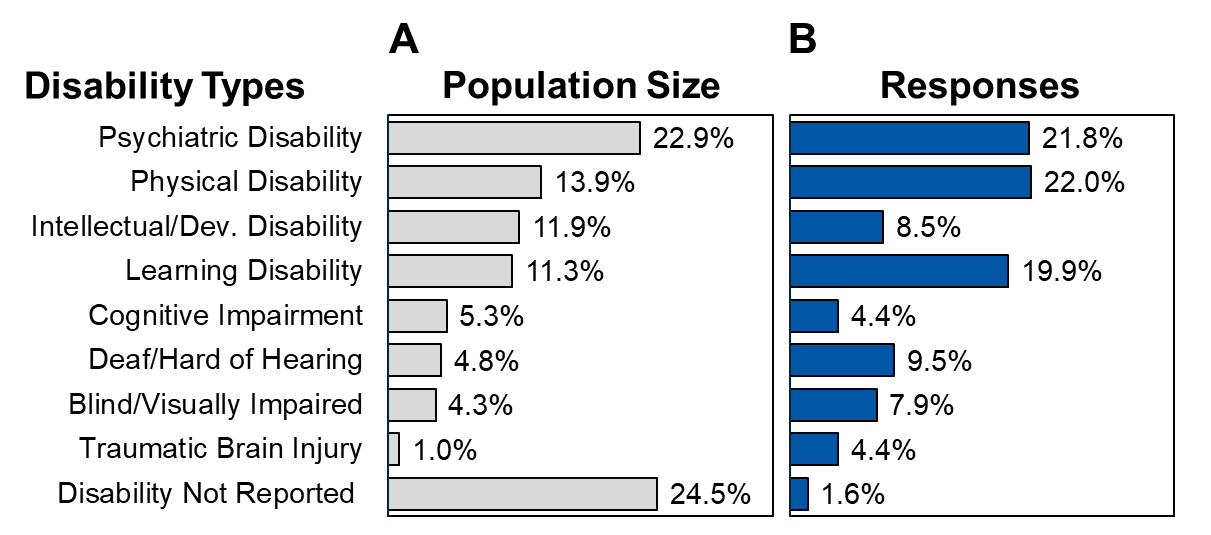 A B
Disability Types Population Size Responses
Psychiatric Disability 22.9% 21.8%
Physical Disability 13.9% 22.0%
Intellectual/Dev. Disability 11.9% 8.5%
Learning Disability 11.3% 19.9%
Cognitive Impairment 5.3% 4.4%
Deaf/Hard of Hearing 4.8% 9.5%
Blind/Visually Impaired 4.3% 7.9%
Traumatic Brain Injury 1.0% 4.4%
Disability Not Reported 24.5% 1.6%